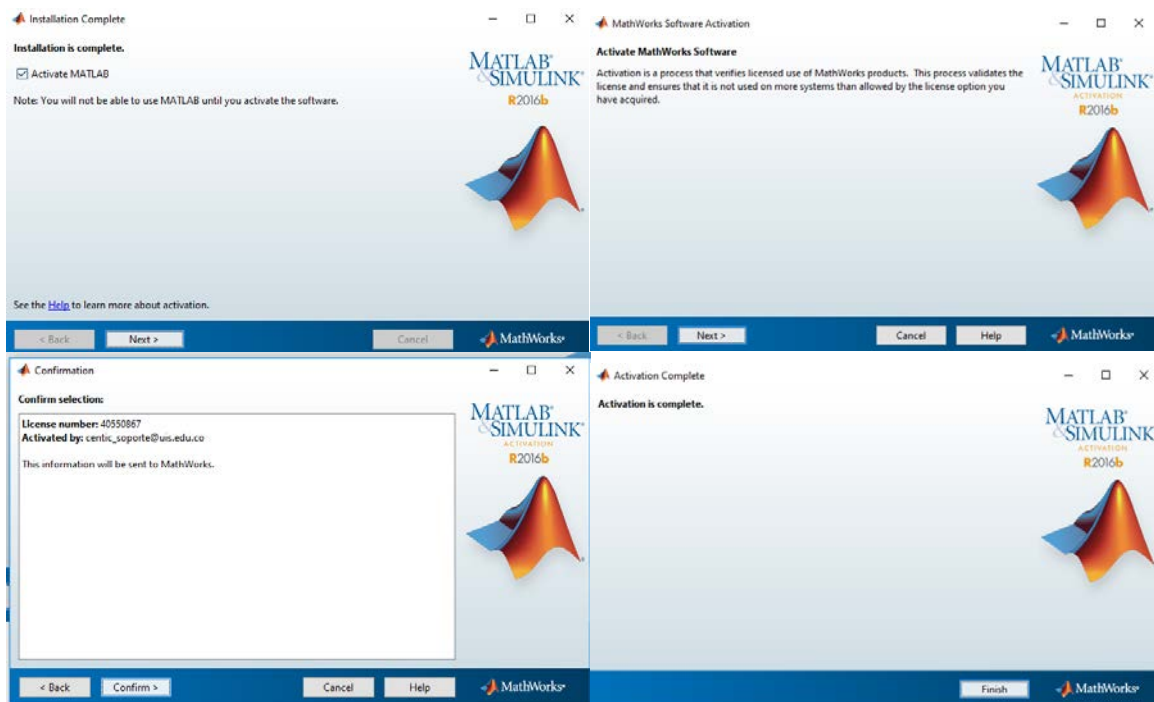 Installation Complete
Installation is complete.
Activate MATLAB
Note: You will not be able to use MATLAB until you activate the software.
MATLAB®
&SIMULINK®
R2016b
See the Help to learn more about activation.
< Back
Next >
Cancel
MathWorks®
MathWorks Software Activation
Activate MathWorks Software
Activation is a process that verifies licensed use of MathWorks products. This process validates the
license and ensures that it is not used on more systems than allowed by the license option you
have acquired.
MATLAB®
&SIMULINK®
ACTIVATION
R2016b
< Back
Next >
Cancel
Help
MathWorks®
Confirmation
Confirm selection:
License number: 40550867
Activated by: centic_soporte@uis.edu.co
This information will be sent to MathWorks.
MATLAB®
&SIMULINK®
ACTIVATION
R2016b
< Back
Confirm >
Cancel
Help
MathWorks®
Activation Complete
Activation is complete.
MATLAB®
&SIMULINK
ACTIVATION
R2016b
Finish
MathWorks®